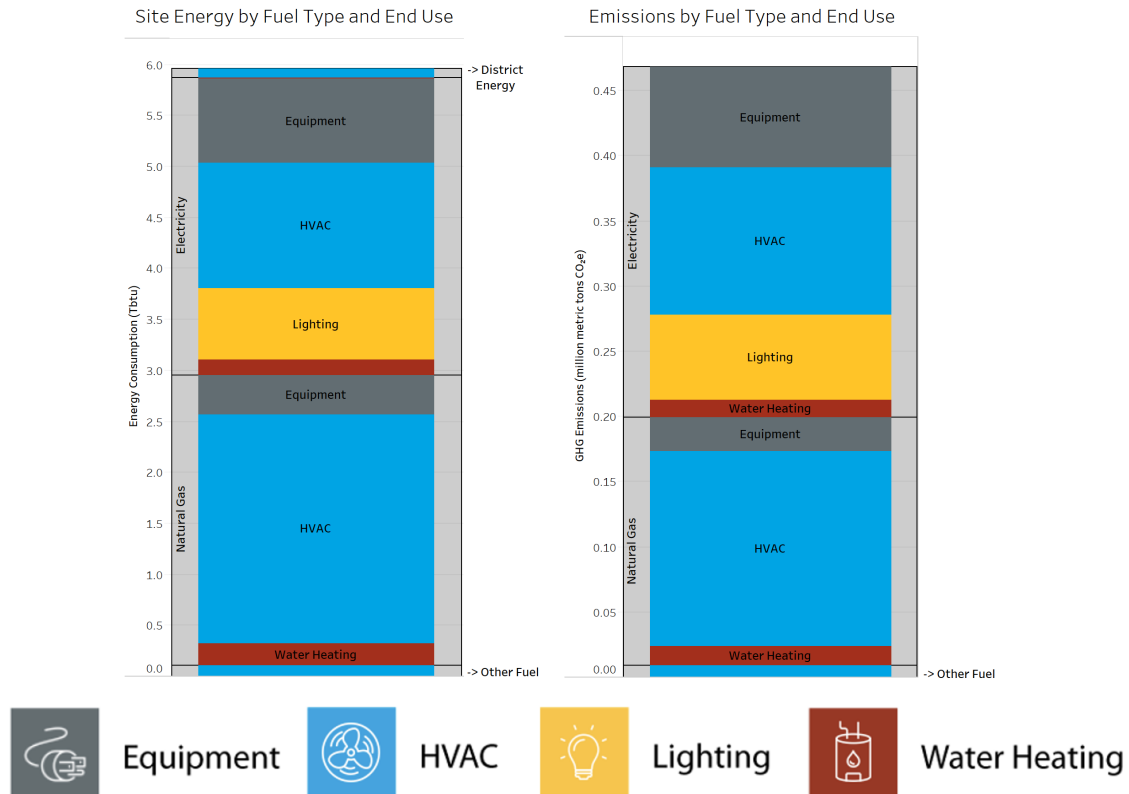 Site Energy by Fuel Type and End Use
Energy Consumption (Tbtu)
6.0
5.5
5.0
4.5
4.0
3.5
3.0
2.5
2.0
1.5
1.0
0.5
0.0
Electricity
Natural Gas
-> District
Energy
Equipment
HVAC
Lighting
Equipment
HVAC
Water Heating
-> Other Fuel
Emissions by Fuel Type and End Use
GHG Emissions (million metric tons CO₂e)
0.45
0.40
0.35
0.30
0.25
0.20
0.15
0.10
0.05
0.00
Electricity
Natural Gas
Equipment
HVAC
Lighting
Water Heating
Equipment
HVAC
Water Heating
-> Other Fuel
Equipment
HVAC
Lighting
Water Heating